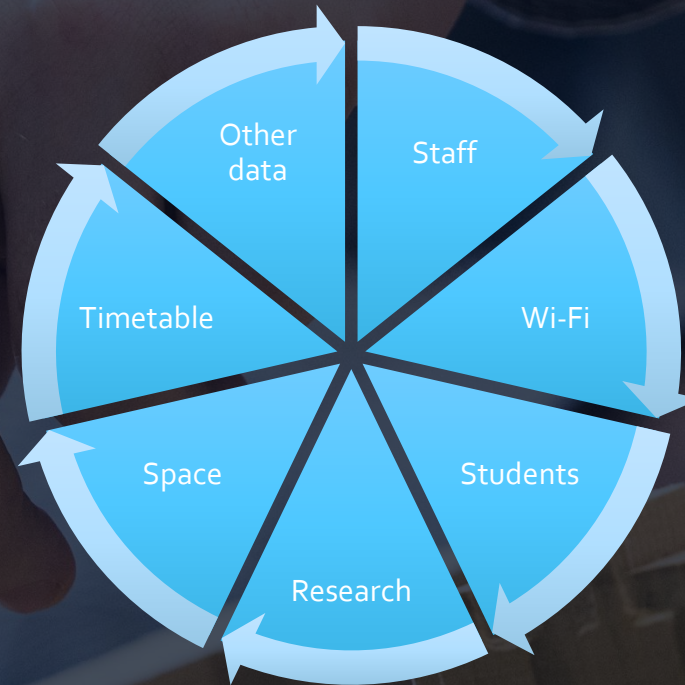 Other
data
Staff
Wi-Fi
Students
Research
Space
Timetable